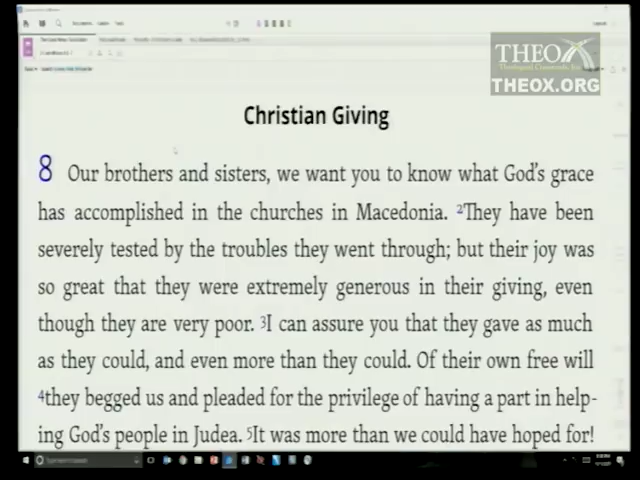 THEOX
THEOX.ORG
Christian Giving
8 Our brothers and sisters, we want you to know what God's grace
has accomplished in the churches in Macedonia. 2They have been
severely tested by the troubles they went through; but their joy was
so great that they were extremely generous in their giving, even
though they are very poor. 3I can assure you that they gave as much
as they could, and even more than they could. Of their own free will
4they begged us and pleaded for the privilege of having a part in help-
ing God's people in Judea. 5It was more than we could have hoped for!